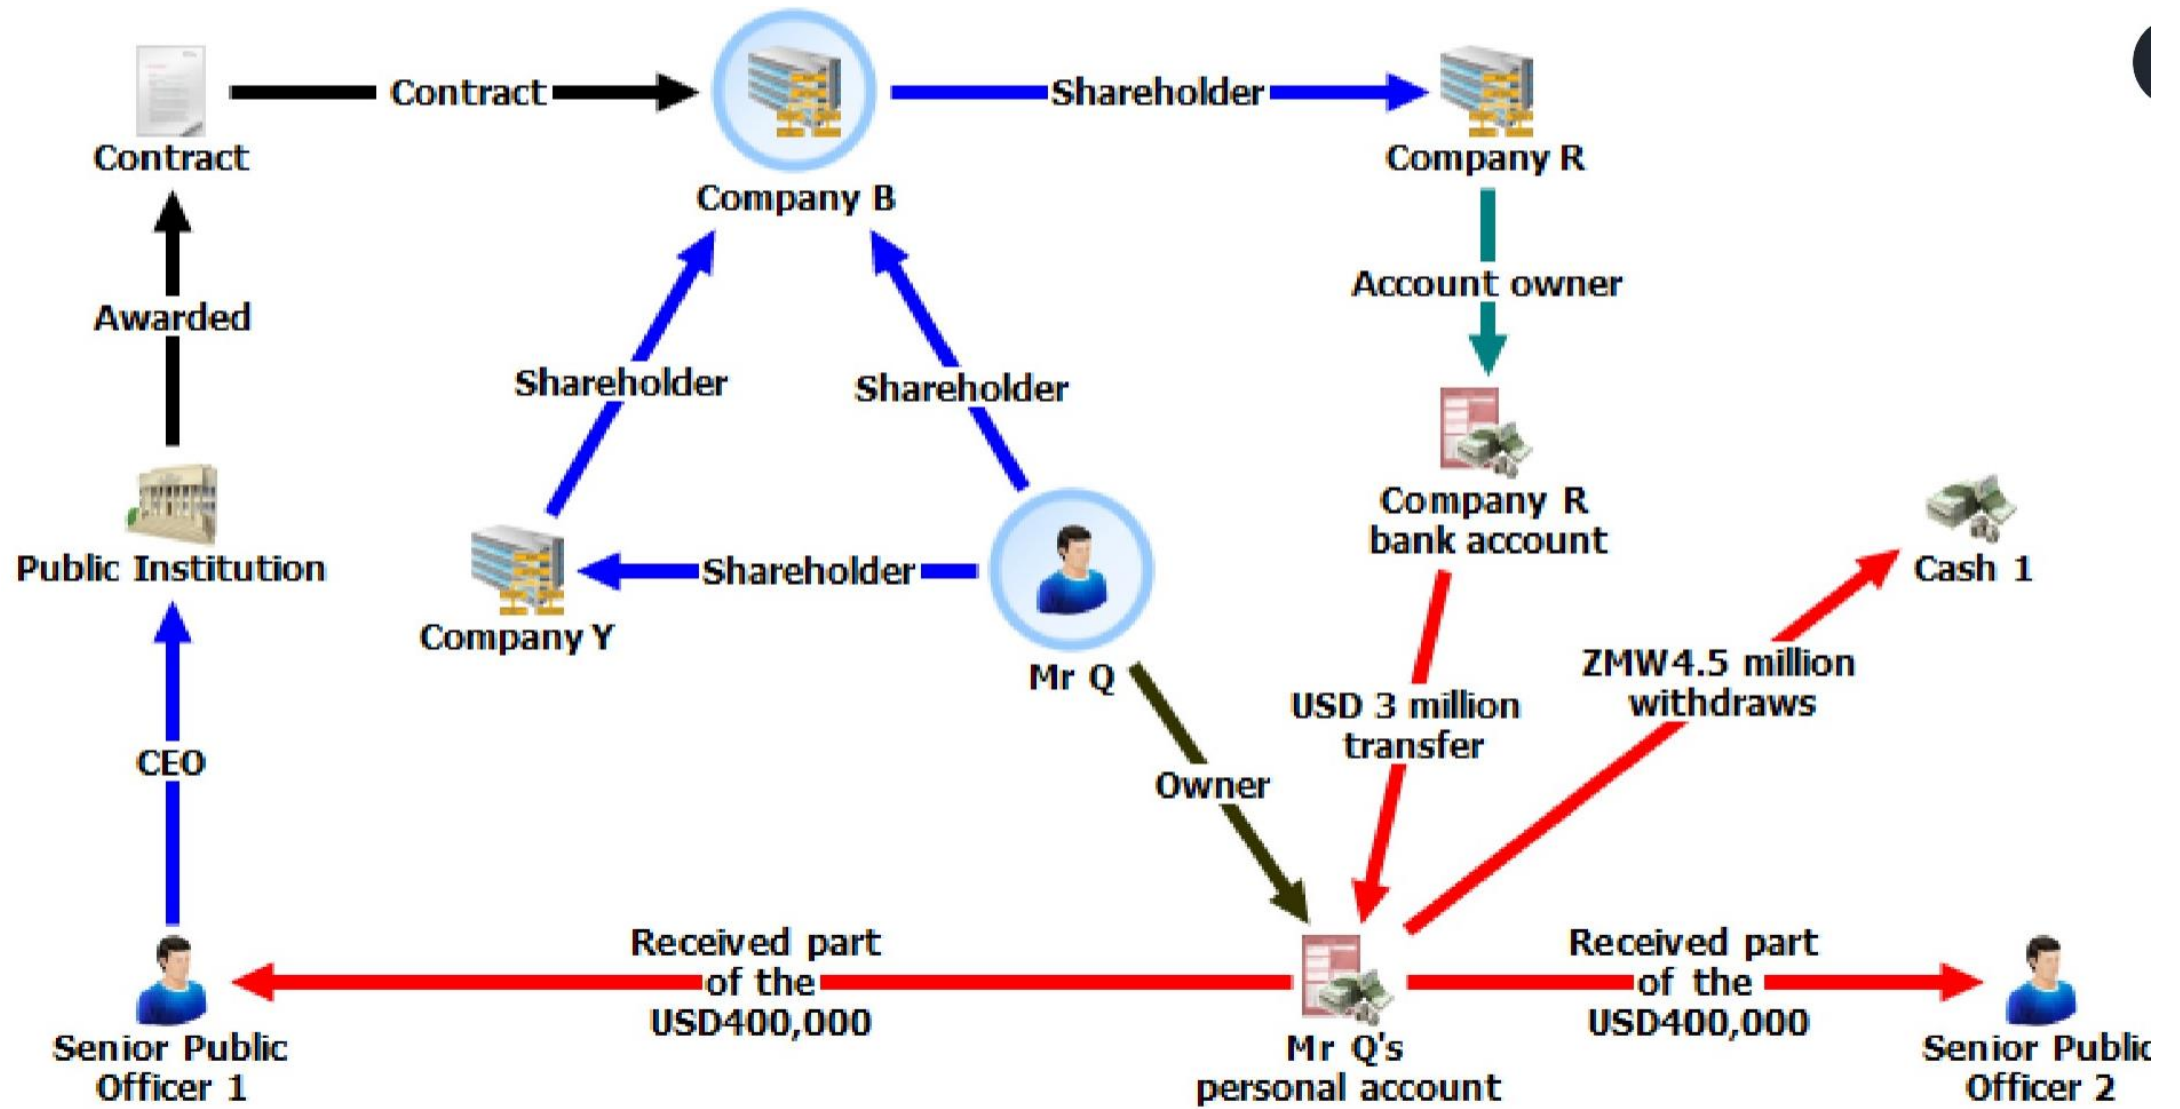 Contract
Shareholder
Contract
Company R
Company B
Account owner
Awarded
Shareholder
Shareholder
Company R
bank account
Public Institution
Shareholder
Cash 1
Company Y
Mr Q
ZMW4.5 million
withdraws
USD 3 million
transfer
CEO
Owner
Received part
of the
USD400,000
Received part
of the
USD400,000
Senior Public
Officer 1
Mr Q's
personal account
Senior Public
Officer 2